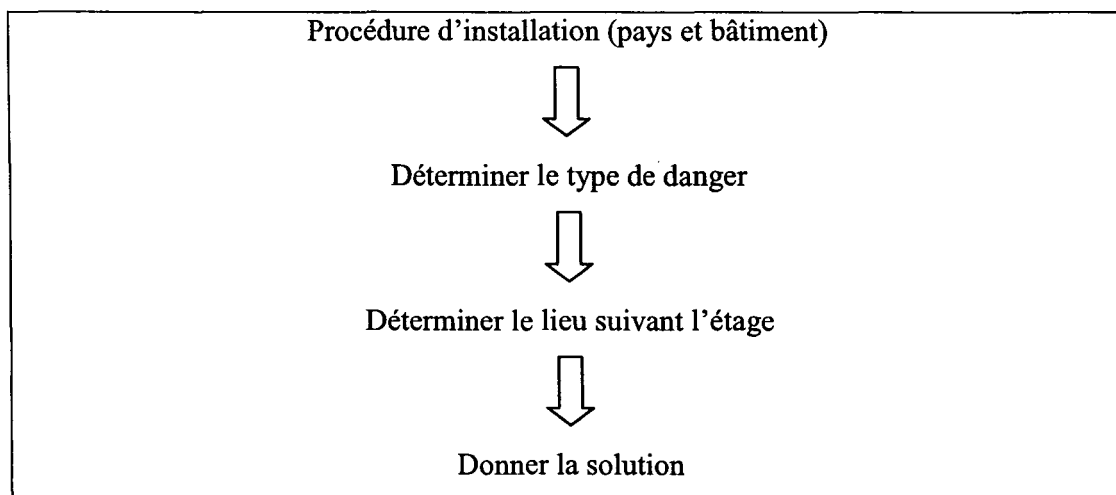 Procédure d'installation (pays et bâtiment)
Déterminer le type de danger
Déterminer le lieu suivant l'étage
Donner la solution